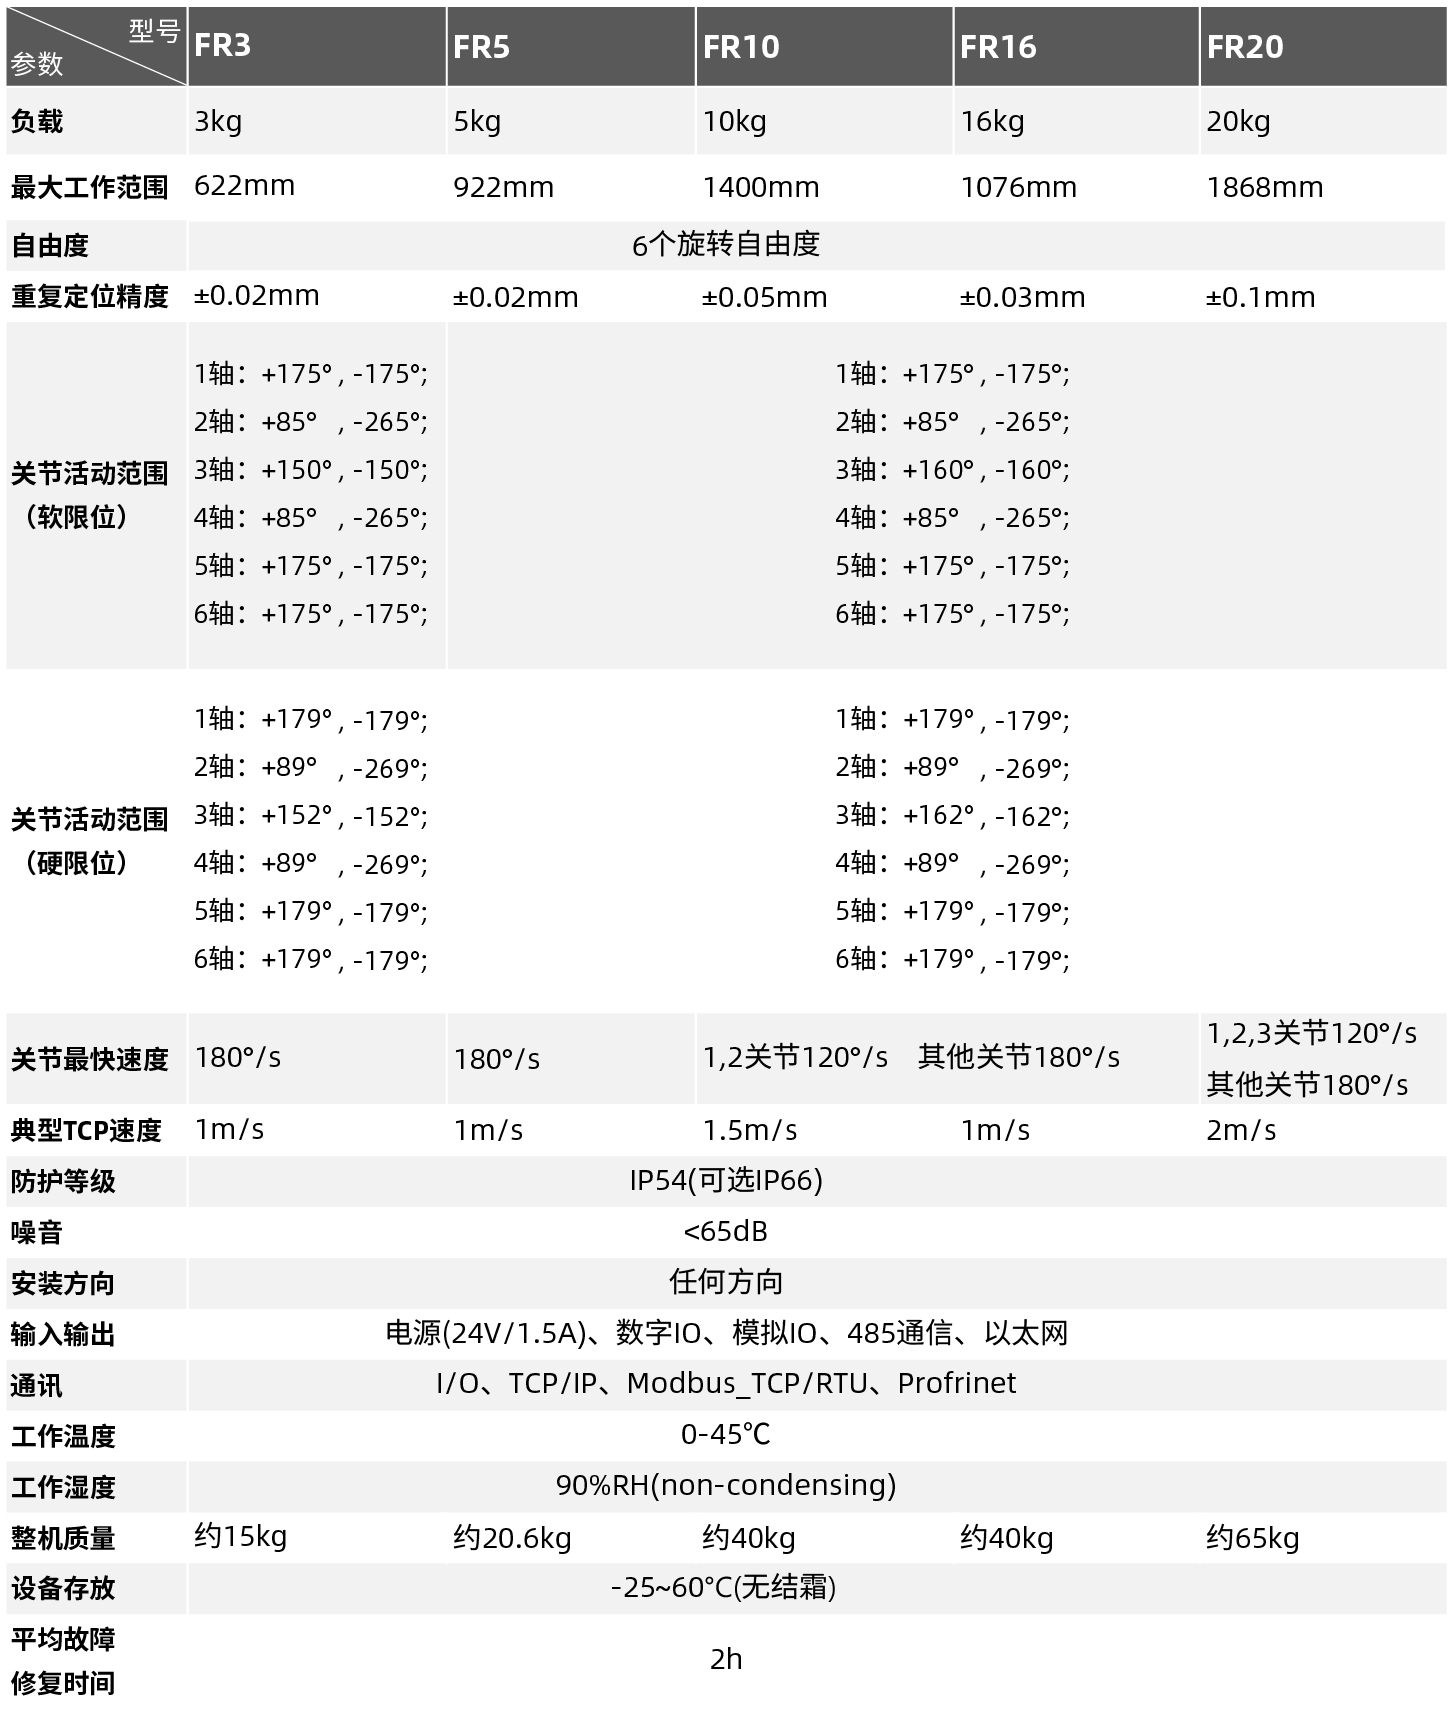 型号 FR3 FR5 FR10 FR16 FR20
参数
负载 3kg 5kg 10kg 16kg 20kg
最大工作范围 622mm 922mm 1400mm 1076mm 1868mm
自由度 6个旋转自由度
重复定位精度 ±0.02mm ±0.02mm ±0.05mm ±0.03mm ±0.1mm
关节活动范围
（软限位）
1轴：+175°, -175°;
2轴：+85° , -265°;
3轴：+150°, -150°;
4轴：+85° , -265°;
5轴：+175°, -175°;
6轴：+175°, -175°;
1轴：+175°, -175°;
2轴：+85° , -265°;
3轴：+160°, -160°;
4轴：+85° , -265°;
5轴：+175°, -175°;
6轴：+175°, -175°;
关节活动范围
（硬限位）
1轴：+179°, -179°;
2轴：+89° , -269°;
3轴：+152°, -152°;
4轴：+89° , -269°;
5轴：+179°, -179°;
6轴：+179°, -179°;
1轴：+179°, -179°;
2轴：+89° , -269°;
3轴：+162°, -162°;
4轴：+89° , -269°;
5轴：+179°, -179°;
6轴：+179°, -179°;
关节最快速度 180°/s 180°/s 1,2关节120°/s 其他关节180°/s 1,2,3关节120°/s
其他关节180°/s
典型TCP速度 1m/s 1m/s 1.5m/s 1m/s 2m/s
防护等级 IP54(可选IP66)
噪音 <65dB
安装方向 任何方向
输入输出 电源(24V/1.5A)、数字IO、模拟IO、485通信、以太网
通讯 I/O、TCP/IP、Modbus_TCP/RTU、Profrinet
工作温度 0-45℃
工作湿度 90%RH(non-condensing)
整机质量 约15kg 约20.6kg 约40kg 约40kg 约65kg
设备存放 -25~60°C(无结霜)
平均故障
修复时间 2h